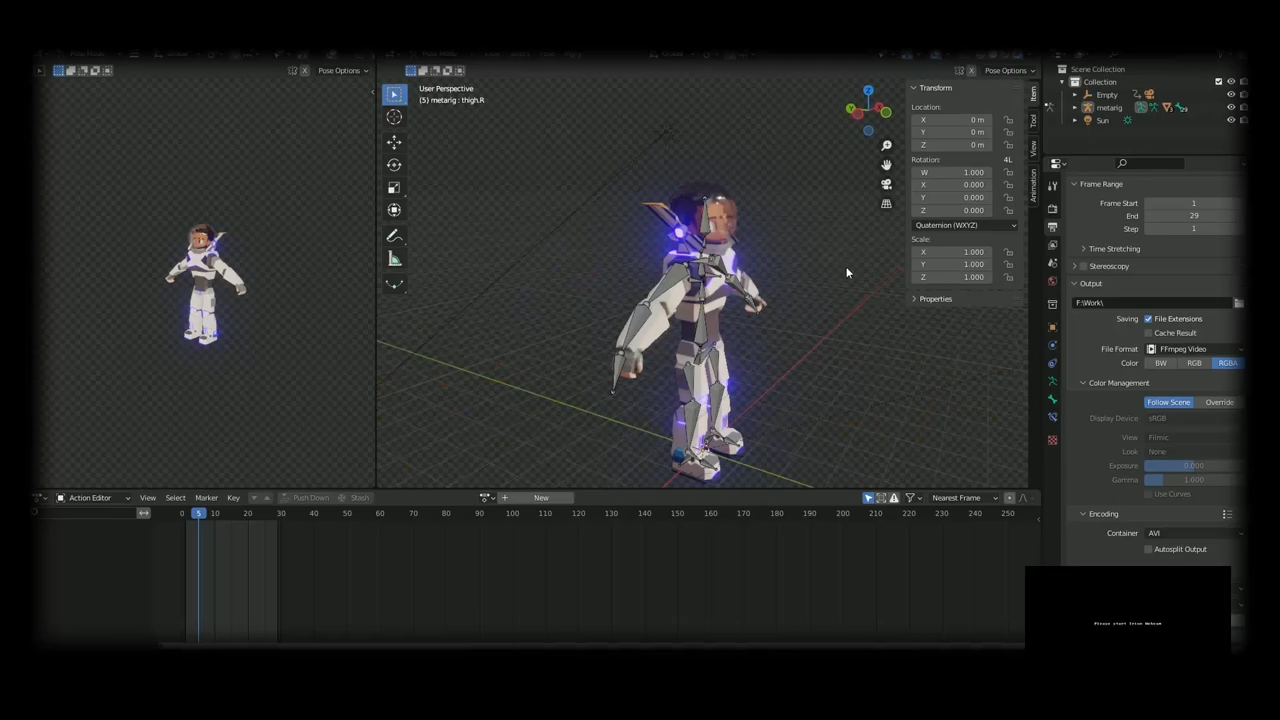 Pose Options
Pose Options
User Perspective
(5) metarig : thigh.R
Transform
Location:
X 0 m
Y 0 m
Z 0 m
Rotation: 4L
W 1.000
X 0.000
Y 0.000
Z 0.000
Quaternion (WXYZ)
Scale:
X 1.000
Y 1.000
Z 1.000
Properties
Item
Tool
View
Animation
Scene Collection
Collection
Empty
metarig
Sun
Frame Range
Frame Start 1
End 29
Step 1
Time Stretching
Stereoscopy
Output
F:\Work\
Saving File Extensions
Cache Result
File Format FFmpeg Video
Color BW RGB RGBA
Color Management
Follow Scene Override
Display Device sRGB
View Filmic
Look None
Exposure 0.000
Gamma 1.000
Use Curves
Encoding
Container AVI
Autosplit Output
Action Editor View Select Marker Key Push Down Stash New Nearest Frame
0 5 10 20 30 40 50 60 70 80 90 100 110 120 130 140 150 160 170 180 190 200 210 220 230 240 250